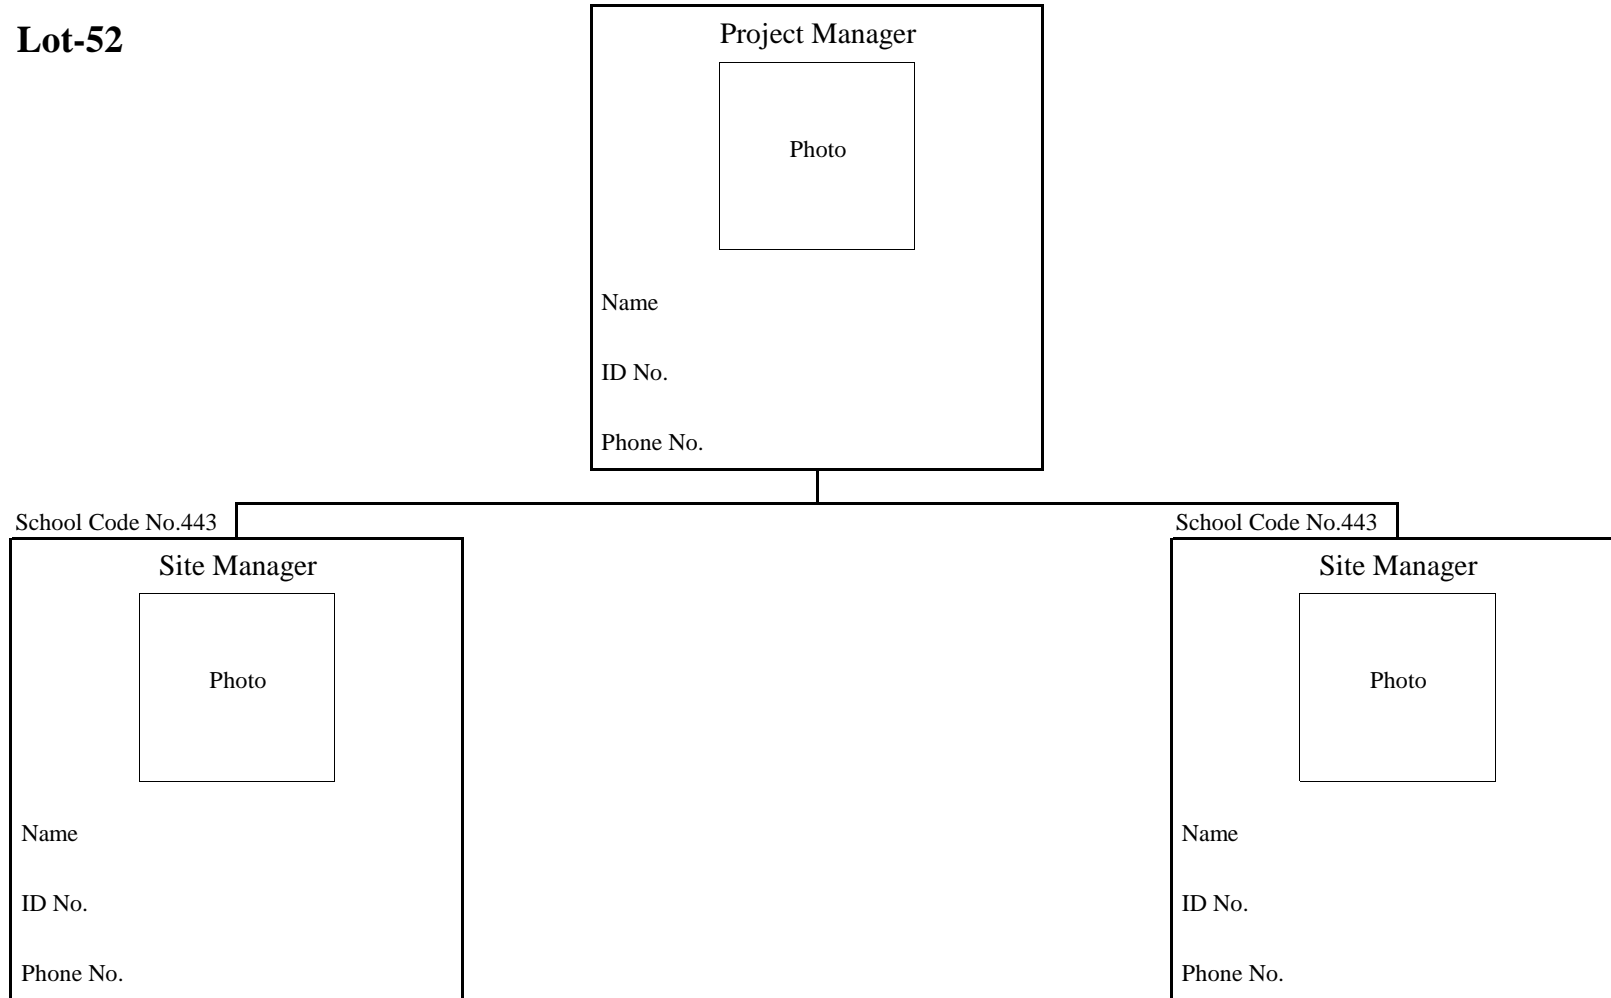 Lot-52
Project Manager
Photo
Name
ID No.
Phone No.
School Code No.443
Site Manager
Photo
Name
ID No.
Phone No.
School Code No.443
Site Manager
Photo
Name
ID No.
Phone No.